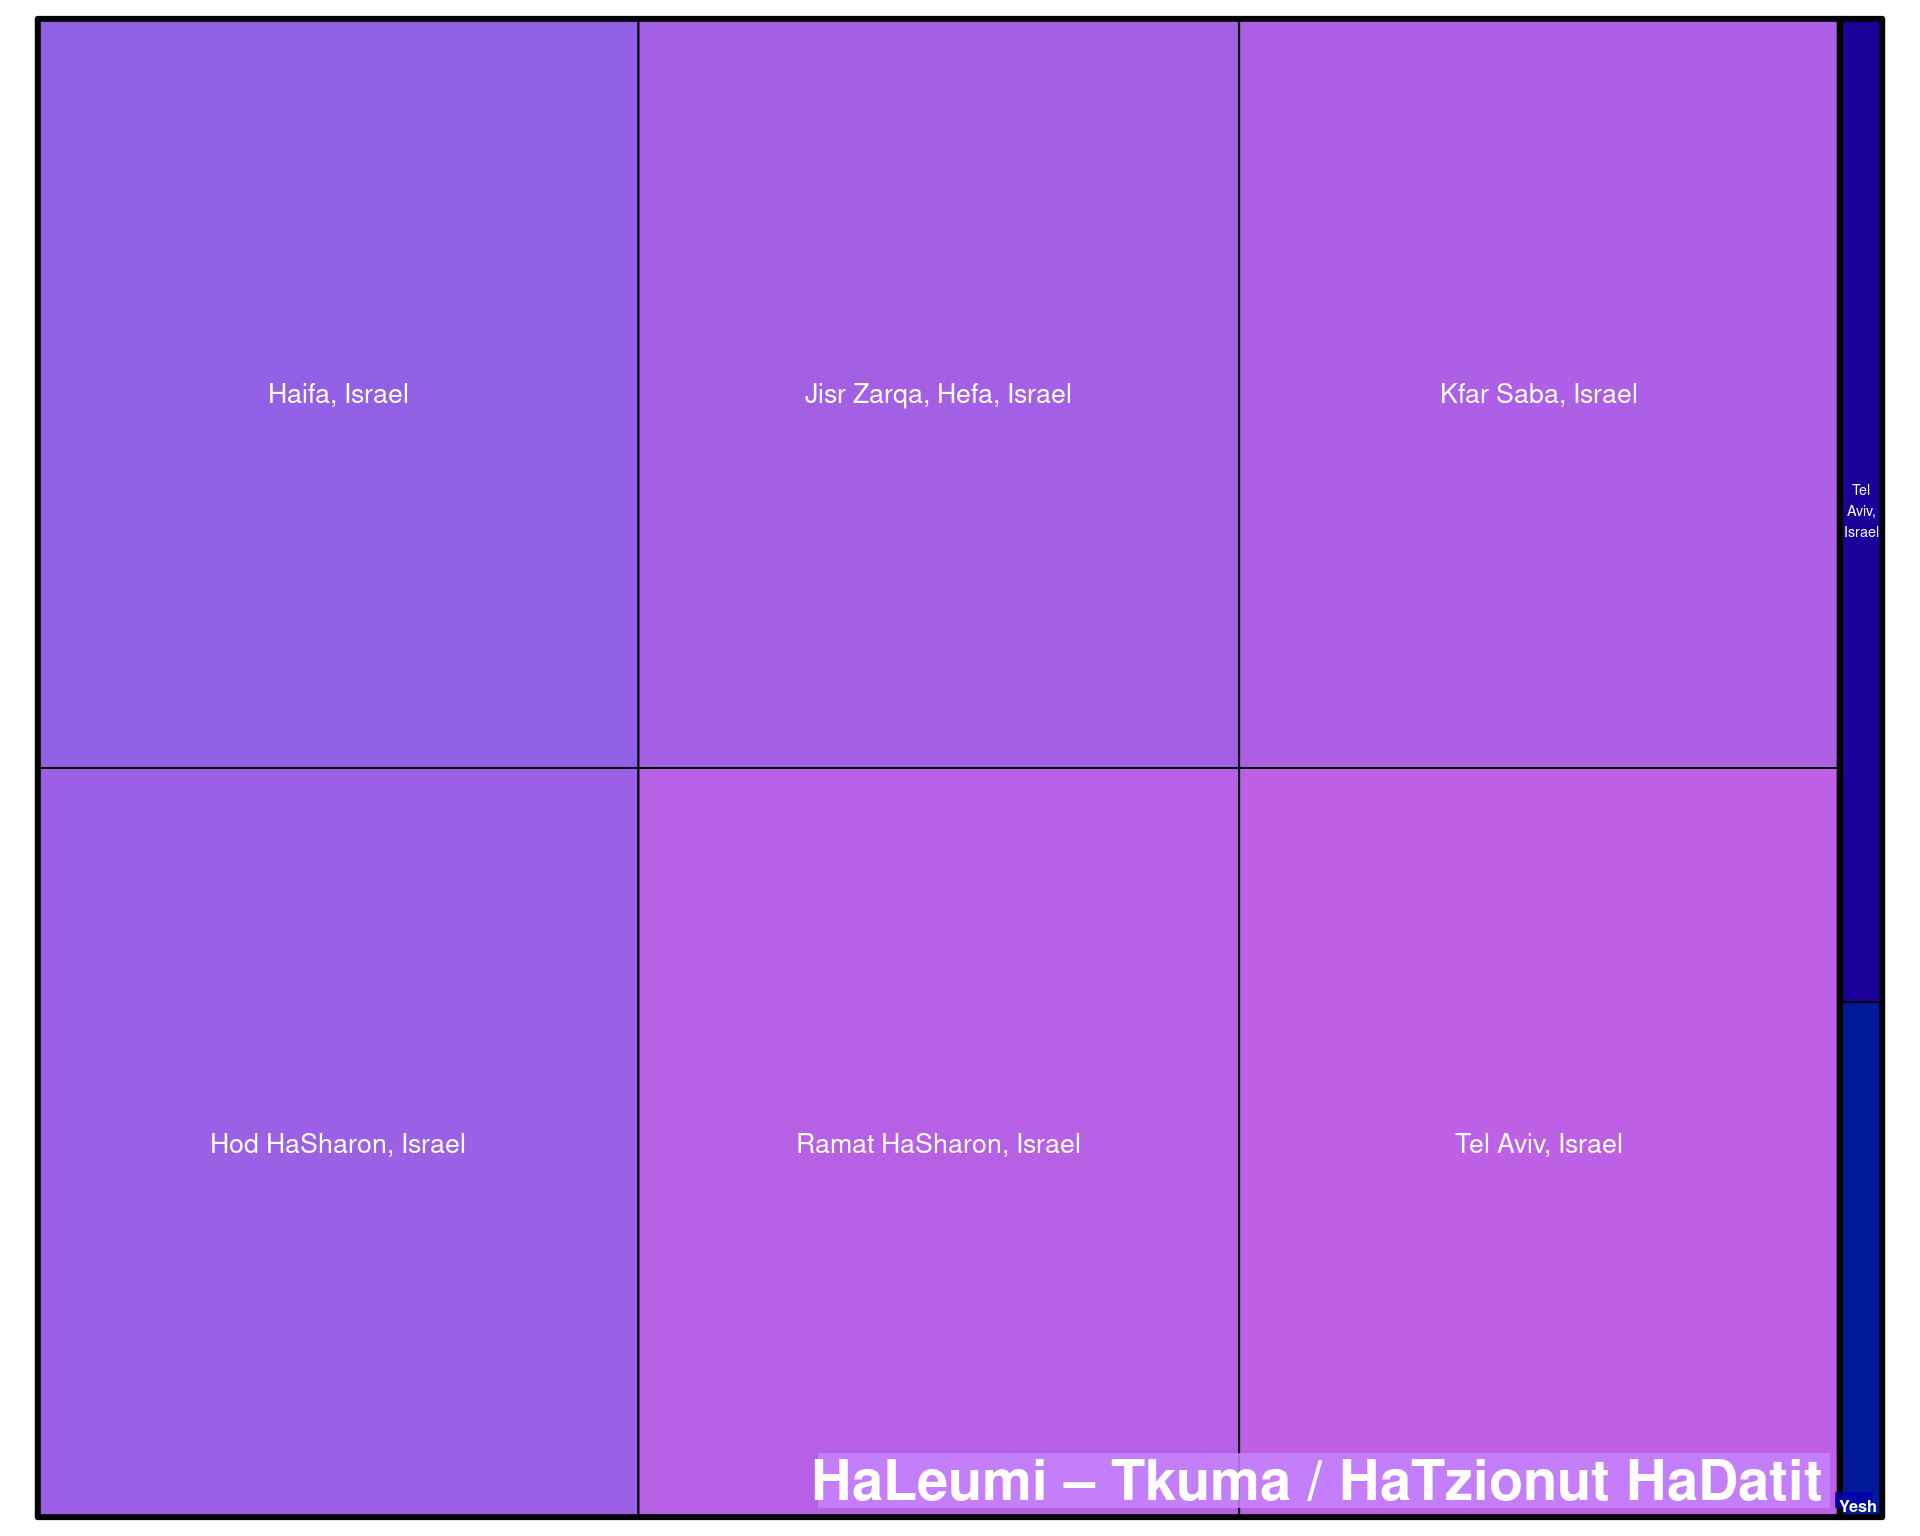 Haifa, Israel
Jisr Zarqa, Hefa, Israel
Kfar Saba, Israel
Tel
Aviv,
Israel
Hod HaSharon, Israel
Ramat HaSharon, Israel
Tel Aviv, Israel
HaLeumi – Tkuma / HaTzionut HaDatit
Yesh